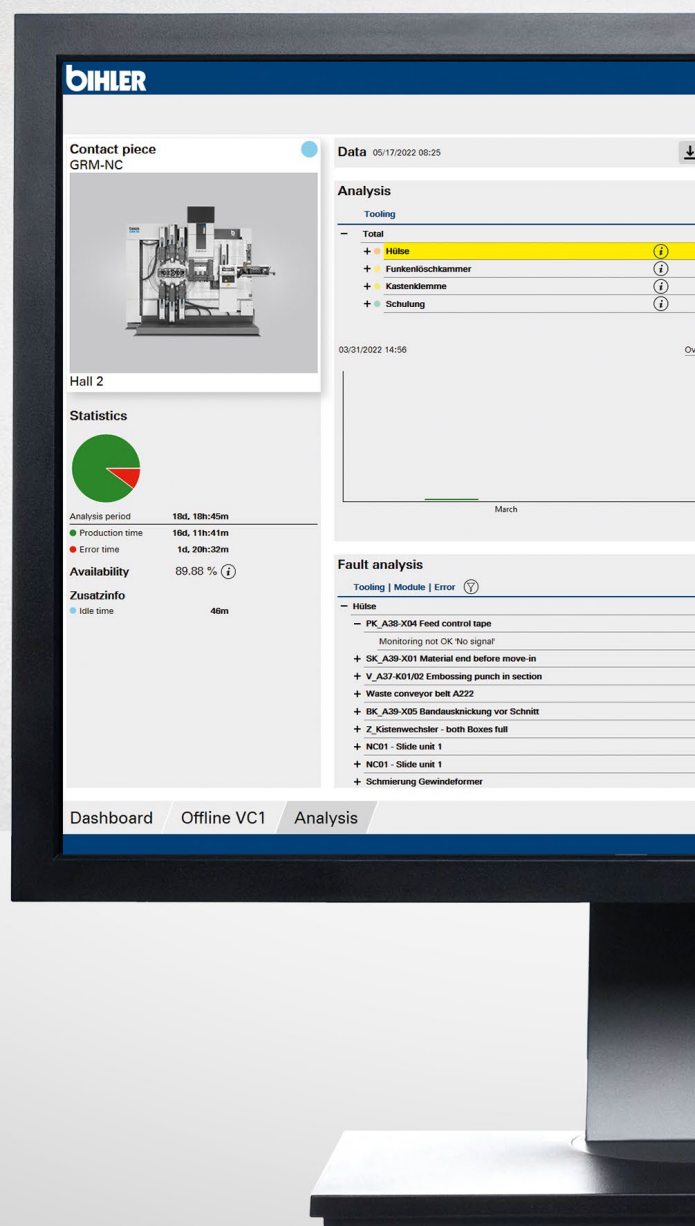 bIHLER
Contact piece
GRM-NC
Hall 2
Statistics
Analysis period 18d, 18h:45m
Production time 16d, 11h:41m
Error time 1d, 20h:32m
Availability 89.88 % i
Zusatzinfo
Idle time 46m
Data 05/17/2022 08:25
Analysis
Tooling
− Total
+ Hülse i
+ Funkenlöschkammer i
+ Kastenklemme i
+ Schulung i
03/31/2022 14:56
March
Fault analysis
Tooling | Module | Error
− Hülse
− PK_A38-X04 Feed control tape
Monitoring not OK 'No signal'
+ SK_A39-X01 Material end before move-in
+ V_A37-K01/02 Embossing punch in section
+ Waste conveyor belt A222
+ BK_A39-X05 Bandausknickung vor Schnitt
+ Z_Kistenwechsler - both Boxes full
+ NC01 - Slide unit 1
+ NC01 - Slide unit 1
+ Schmierung Gewindeformer
Dashboard Offline VC1 Analysis